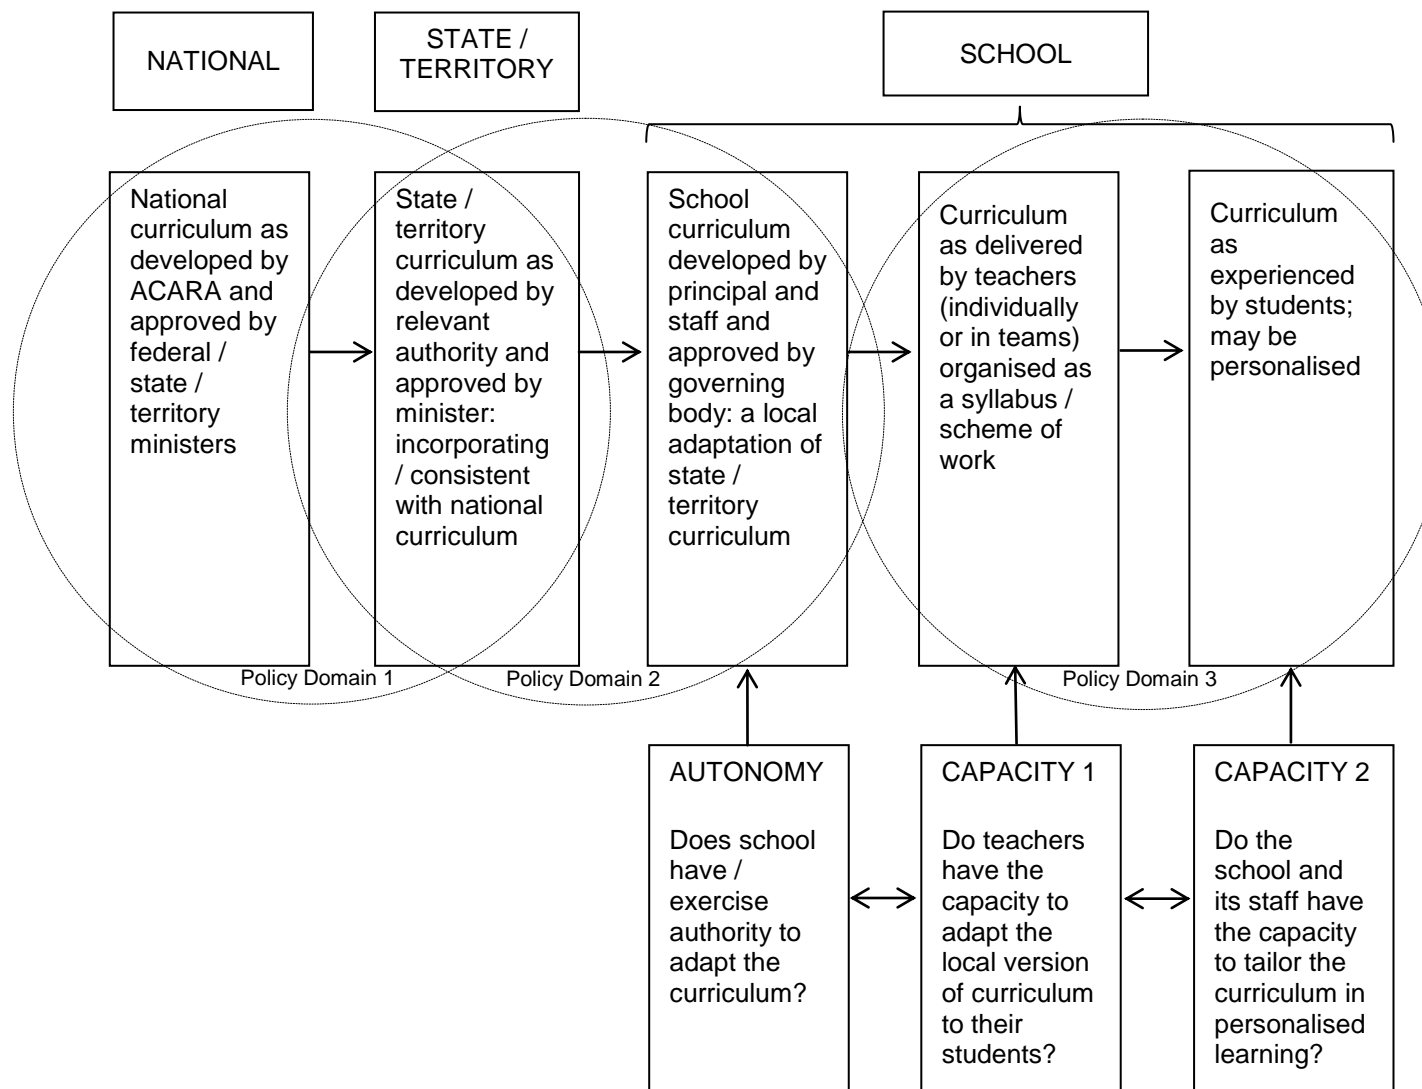 NATIONAL
STATE /
TERRITORY
SCHOOL
National
curriculum as
developed by
ACARA and
approved by
federal /
state /
territory
ministers
State /
territory
curriculum as
developed by
relevant
authority and
approved by
minister:
incorporating
/ consistent
with national
curriculum
School
curriculum
developed by
principal and
staff and
approved by
governing
body: a local
adaptation of
state /
territory
curriculum
Curriculum
as delivered
by teachers
(individually
or in teams)
organised as
a syllabus /
scheme of
work
Curriculum
as
experienced
by students;
may be
personalised
Policy Domain 1
Policy Domain 2
Policy Domain 3
AUTONOMY
Does school
have /
exercise
authority to
adapt the
curriculum?
CAPACITY 1
Do teachers
have the
capacity to
adapt the
local version
of curriculum
to their
students?
CAPACITY 2
Do the
school and
its staff have
the capacity
to tailor the
curriculum in
personalised
learning?